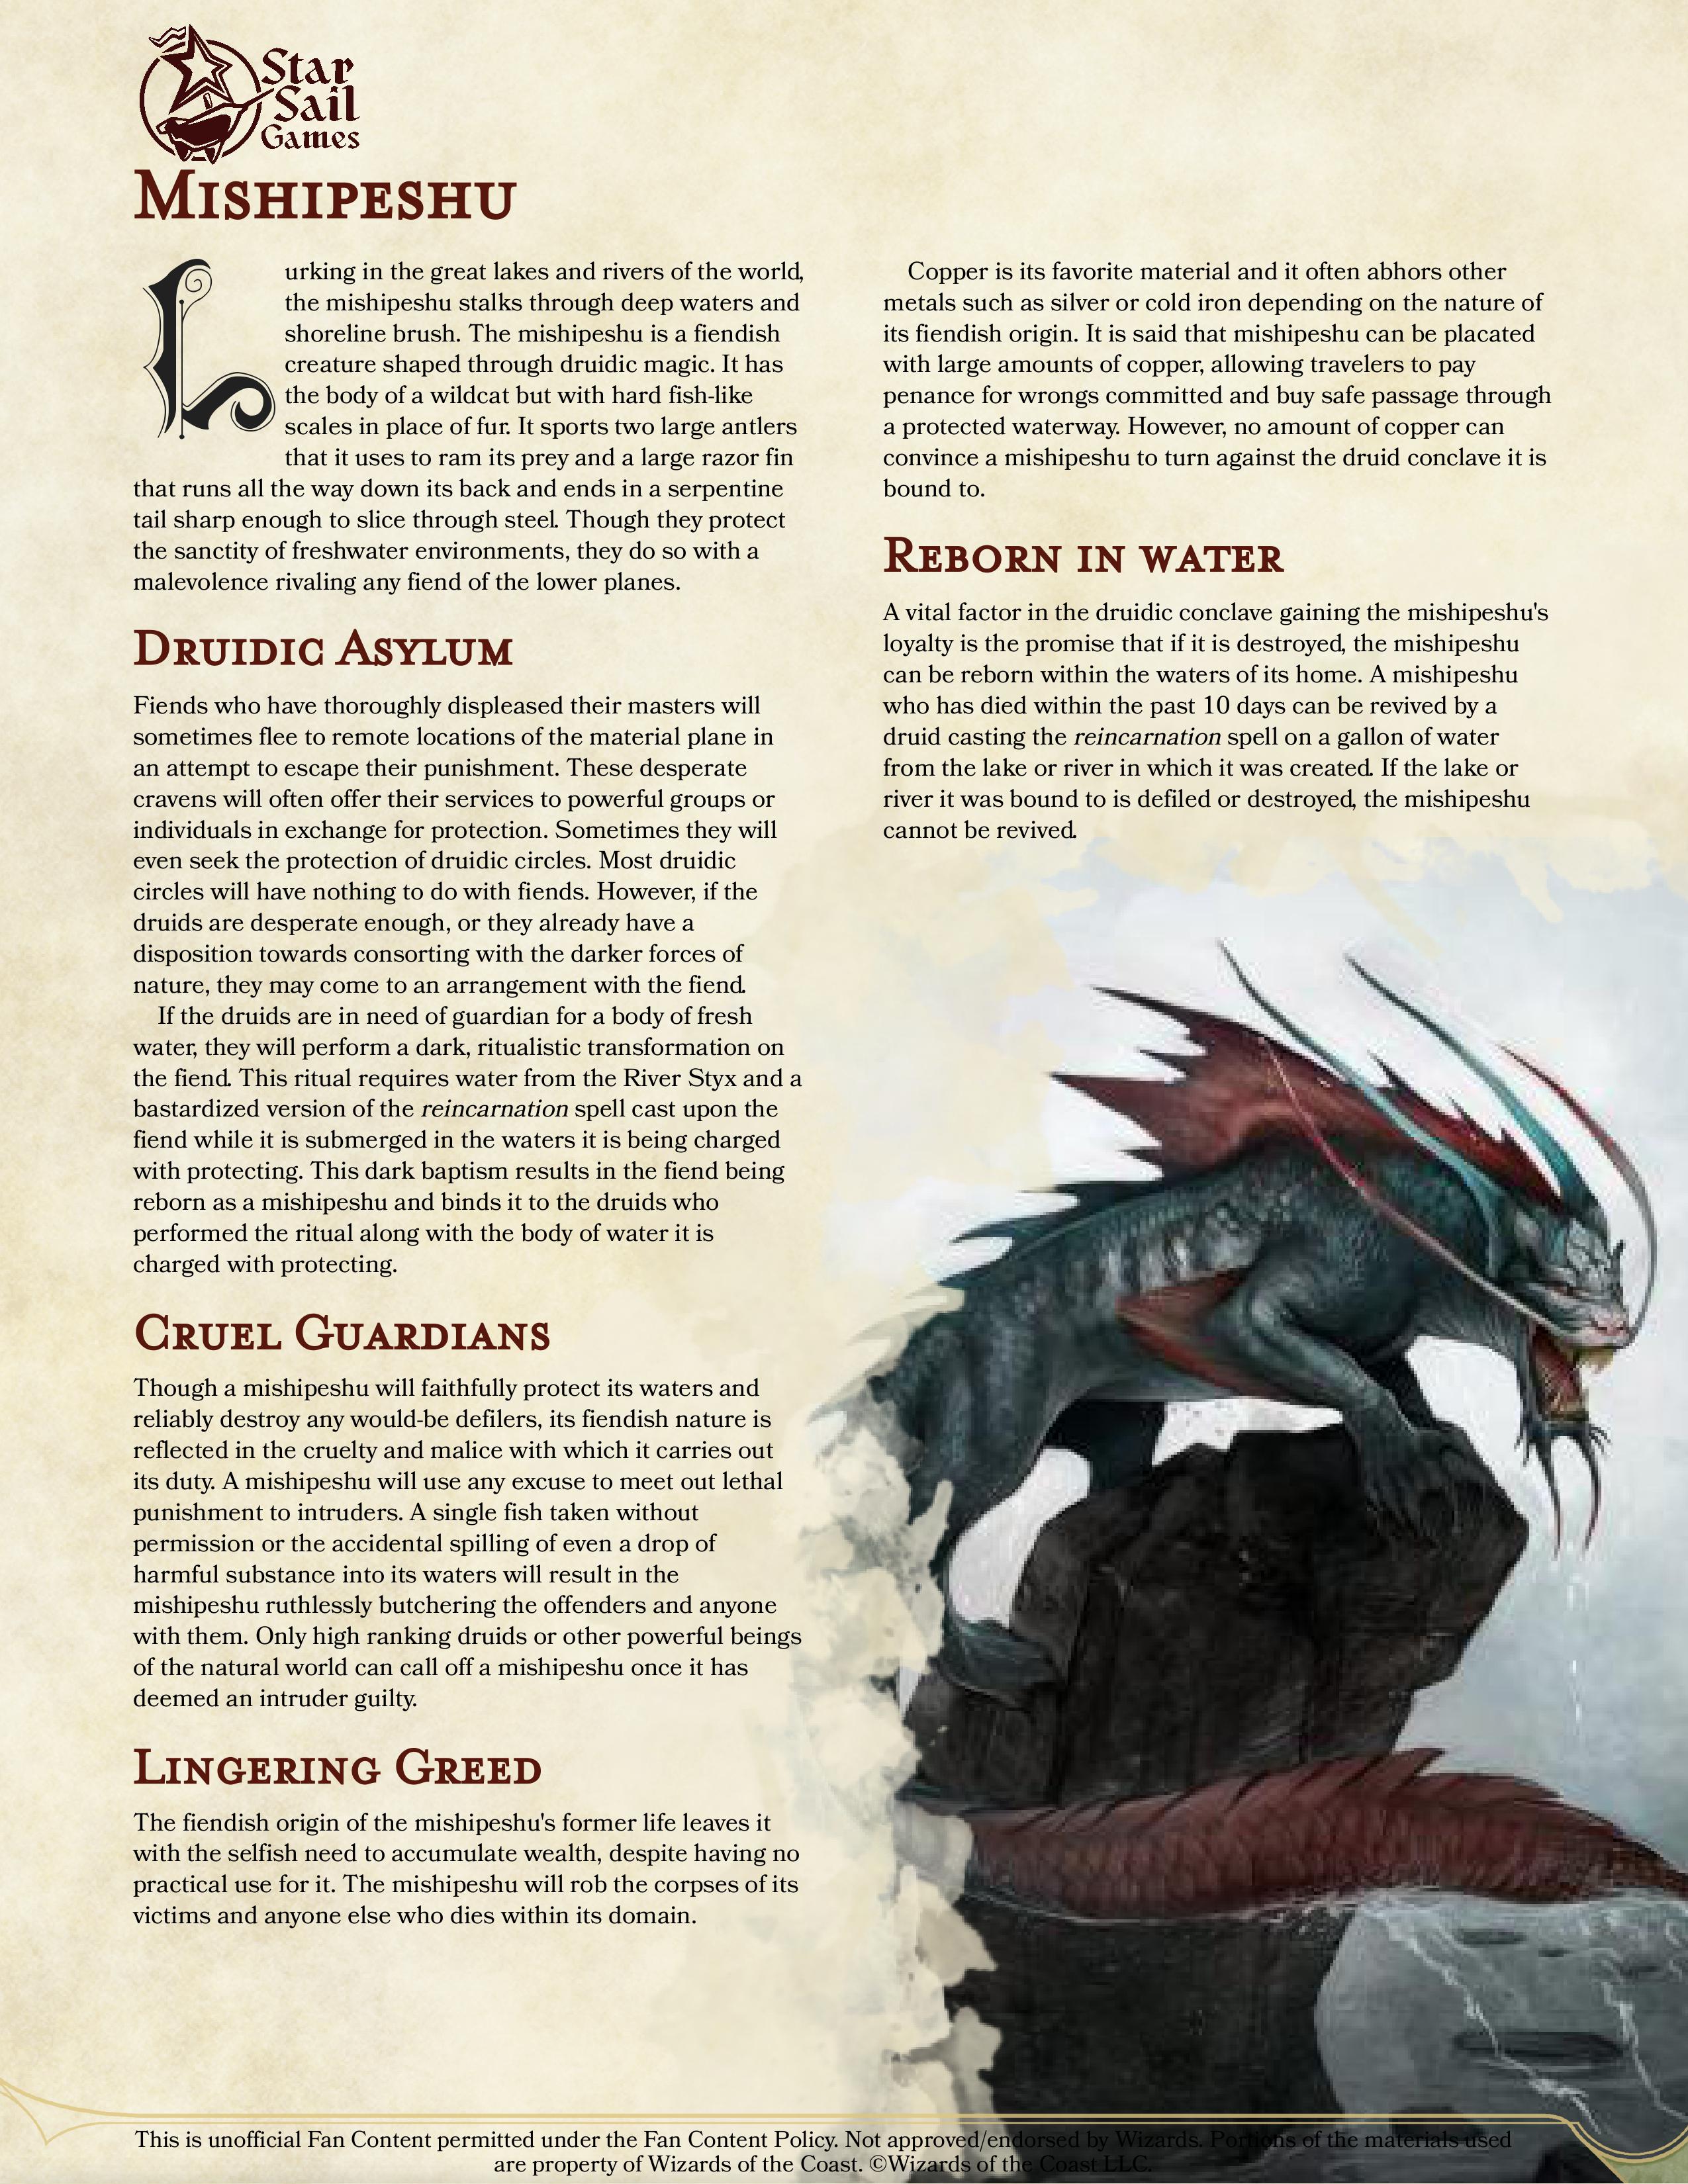 Star
Sail
Games
Mishipeshu
Lurking in the great lakes and rivers of the world,
the mishipeshu stalks through deep waters and
shoreline brush. The mishipeshu is a fiendish
creature shaped through druidic magic. It has
the body of a wildcat but with hard fish-like
scales in place of fur. It sports two large antlers
that it uses to ram its prey and a large razor fin
that runs all the way down its back and ends in a serpentine
tail sharp enough to slice through steel. Though they protect
the sanctity of freshwater environments, they do so with a
malevolence rivaling any fiend of the lower planes.
Druidic Asylum
Fiends who have thoroughly displeased their masters will
sometimes flee to remote locations of the material plane in
an attempt to escape their punishment. These desperate
cravens will often offer their services to powerful groups or
individuals in exchange for protection. Sometimes they will
even seek the protection of druidic circles. Most druidic
circles will have nothing to do with fiends. However, if the
druids are desperate enough, or they already have a
disposition towards consorting with the darker forces of
nature, they may come to an arrangement with the fiend.
If the druids are in need of guardian for a body of fresh
water, they will perform a dark, ritualistic transformation on
the fiend. This ritual requires water from the River Styx and a
bastardized version of the reincarnation spell cast upon the
fiend while it is submerged in the waters it is being charged
with protecting. This dark baptism results in the fiend being
reborn as a mishipeshu and binds it to the druids who
performed the ritual along with the body of water it is
charged with protecting.
Cruel Guardians
Though a mishipeshu will faithfully protect its waters and
reliably destroy any would-be defilers, its fiendish nature is
reflected in the cruelty and malice with which it carries out
its duty. A mishipeshu will use any excuse to meet out lethal
punishment to intruders. A single fish taken without
permission or the accidental spilling of even a drop of
harmful substance into its waters will result in the
mishipeshu ruthlessly butchering the offenders and anyone
with them. Only high ranking druids or other powerful beings
of the natural world can call off a mishipeshu once it has
deemed an intruder guilty.
Lingering Greed
The fiendish origin of the mishipeshu's former life leaves it
with the selfish need to accumulate wealth, despite having no
practical use for it. The mishipeshu will rob the corpses of its
victims and anyone else who dies within its domain.
Copper is its favorite material and it often abhors other
metals such as silver or cold iron depending on the nature of
its fiendish origin. It is said that mishipeshu can be placated
with large amounts of copper, allowing travelers to pay
penance for wrongs committed and buy safe passage through
a protected waterway. However, no amount of copper can
convince a mishipeshu to turn against the druid conclave it is
bound to.
Reborn in water
A vital factor in the druidic conclave gaining the mishipeshu's
loyalty is the promise that if it is destroyed, the mishipeshu
can be reborn within the waters of its home. A mishipeshu
who has died within the past 10 days can be revived by a
druid casting the reincarnation spell on a gallon of water
from the lake or river in which it was created. If the lake or
river it was bound to is defiled or destroyed, the mishipeshu
cannot be revived.
This is unofficial Fan Content permitted under the Fan Content Policy. Not approved/endorsed by Wizards. Portions of the materials used
are property of Wizards of the Coast. ©Wizards of the Coast LLC.